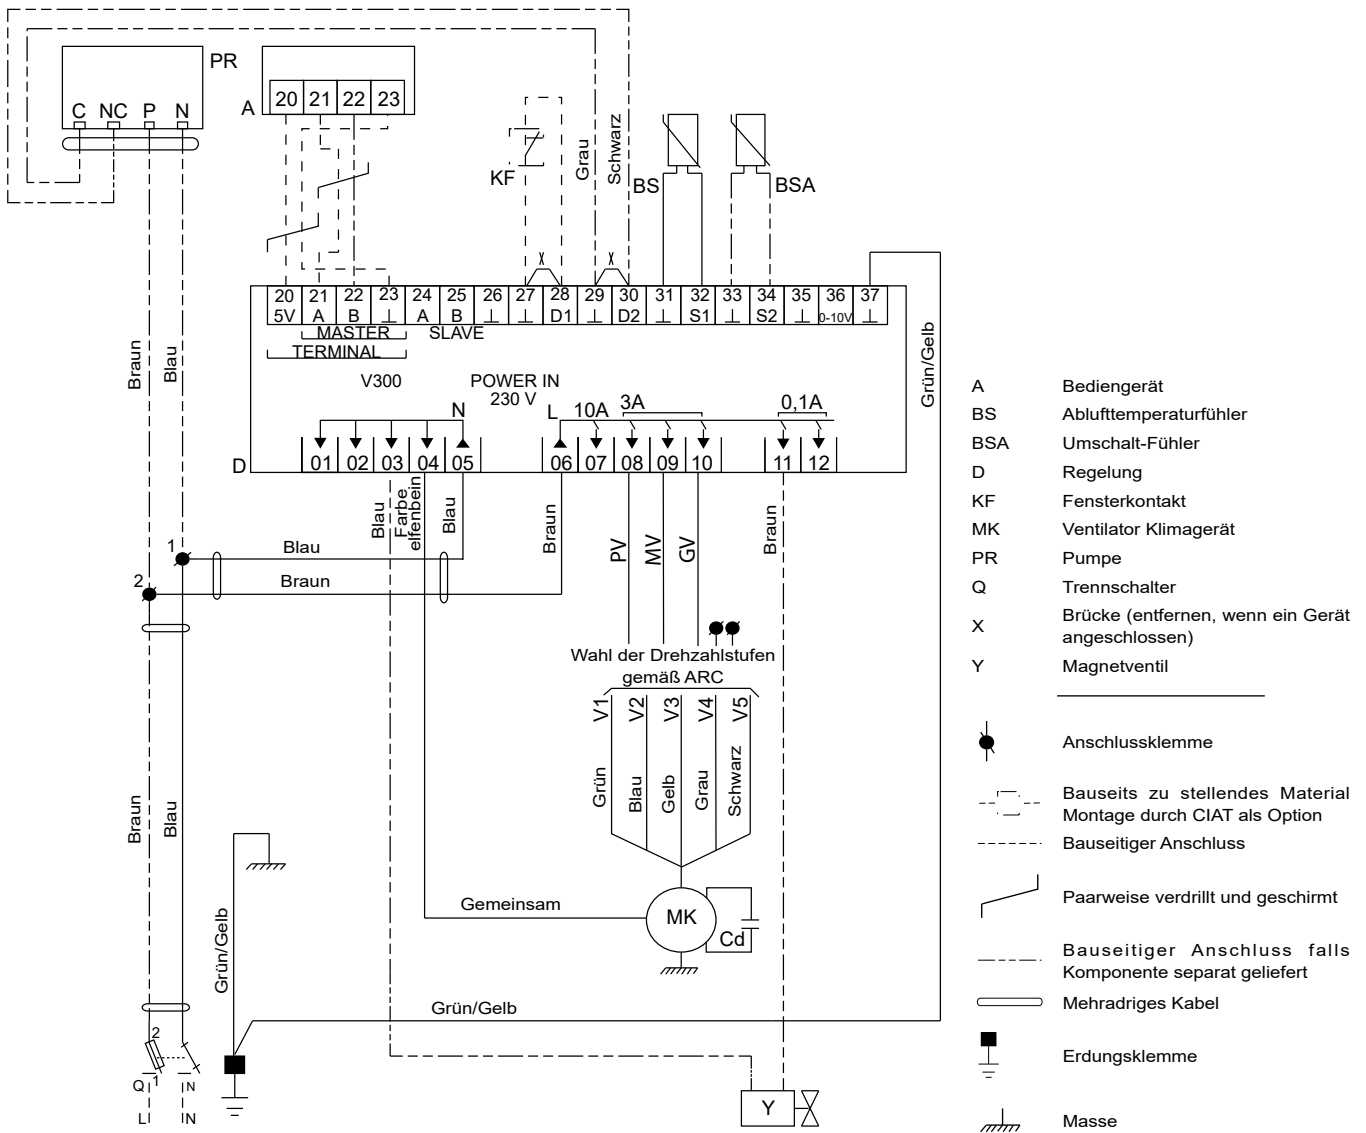 PR
C NC P N
A
20 21 22 23
KF
Grau
Schwarz
BS
BSA
X
X
20 21 22 23 24 25 26 27 28 29 30 31 32 33 34 35 36 37
5V A B ⊥ A B ⊥ ⊥ D1 ⊥ D2 ⊥ S1 ⊥ S2 ⊥ 0-10V ⊥
MASTER
SLAVE
TERMINAL
V300
POWER IN
230 V
N
L
10A
3A
0,1A
D
01 02 03 04 05 06 07 08 09 10 11 12
Braun
Blau
Grün/Gelb
Blau
Farbe
elfenbein
Blau
Braun
PV
MV
GV
Braun
1
Blau
2
Braun
Wahl der Drehzahlstufen
gemäß ARC
V1
V2
V3
V4
V5
Grün
Blau
Gelb
Grau
Schwarz
Braun
Blau
Gemeinsam
MK
Cd
Grün/Gelb
Grün/Gelb
2
Q 1 N
L N
Y
A Bediengerät
BS Ablufttemperaturfühler
BSA Umschalt-Fühler
D Regelung
KF Fensterkontakt
MK Ventilator Klimagerät
PR Pumpe
Q Trennschalter
X Brücke (entfernen, wenn ein Gerät
angeschlossen)
Y Magnetventil
Anschlussklemme
Bauseits zu stellendes Material
Montage durch CIAT als Option
Bauseitiger Anschluss
Paarweise verdrillt und geschirmt
Bauseitiger Anschluss falls
Komponente separat geliefert
Mehradriges Kabel
Erdungsklemme
Masse